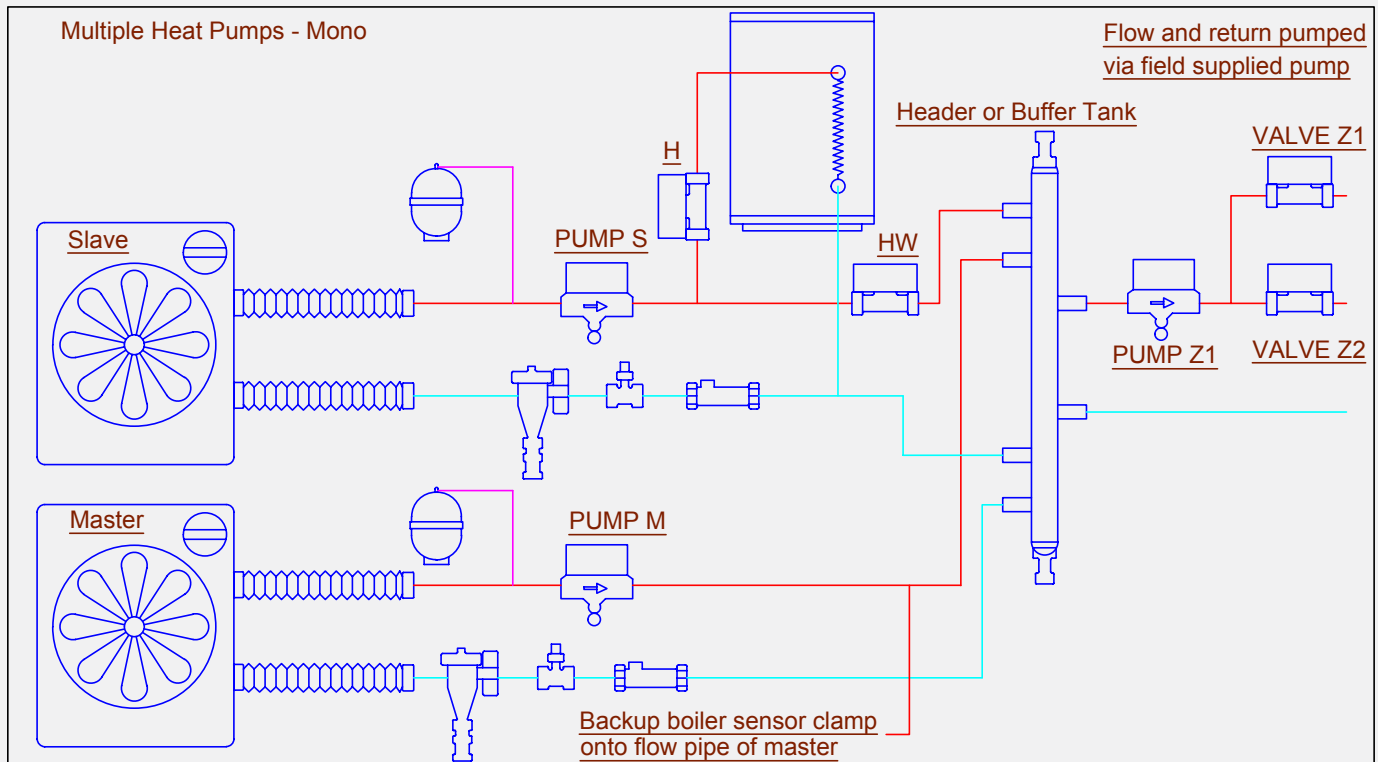 Multiple Heat Pumps - Mono
Flow and return pumped
via field supplied pump
Header or Buffer Tank
VALVE Z1
H
Slave
PUMP S
HW
PUMP Z1
VALVE Z2
Master
PUMP M
Backup boiler sensor clamp
onto flow pipe of master